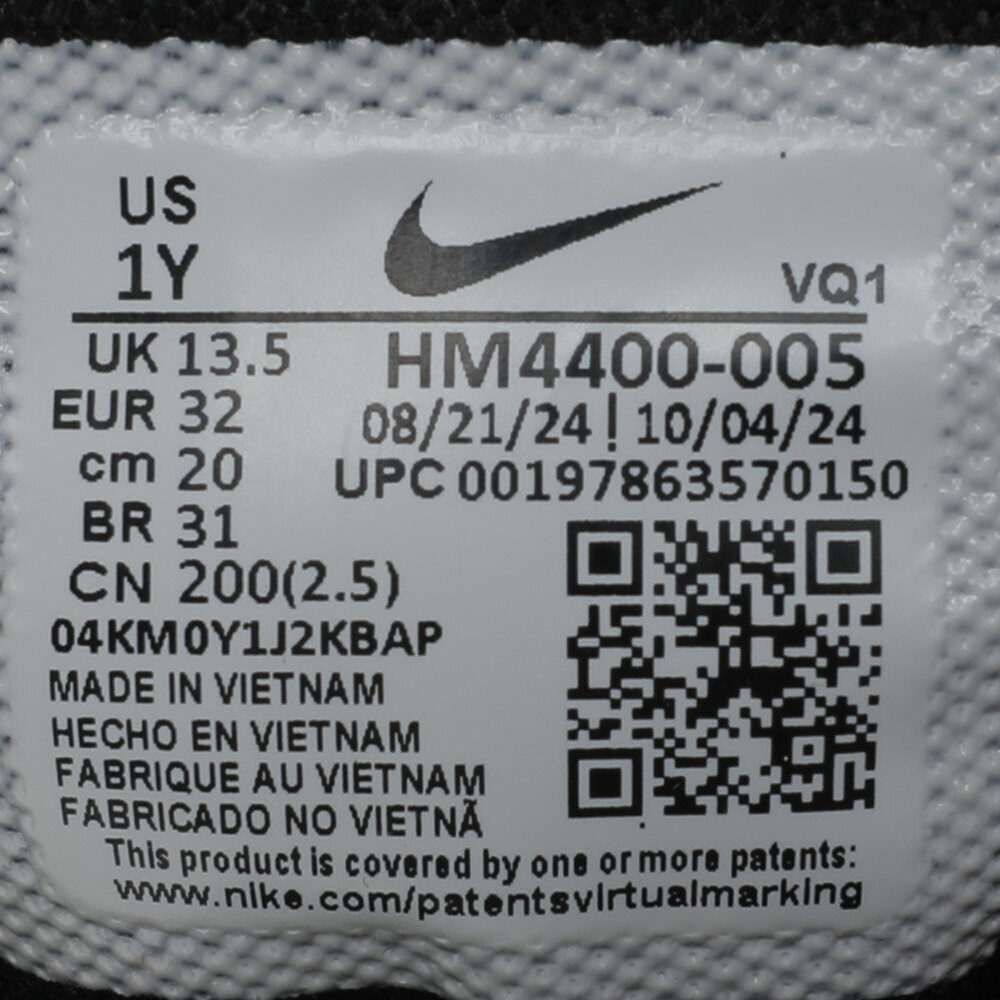 US
1Y
VQ1
UK 13.5
HM4400-005
EUR 32
08/21/24 | 10/04/24
cm 20
UPC 001978635​70150
BR 31
CN 200(2.5)
04KM0Y1J2KBAP
MADE IN VIETNAM
HECHO EN VIETNAM
FABRIQUE AU VIETNAM
FABRICADO NO VIETNÃ
This product is covered by one or more patents:
www.nike.com/patentsvirtualmarking